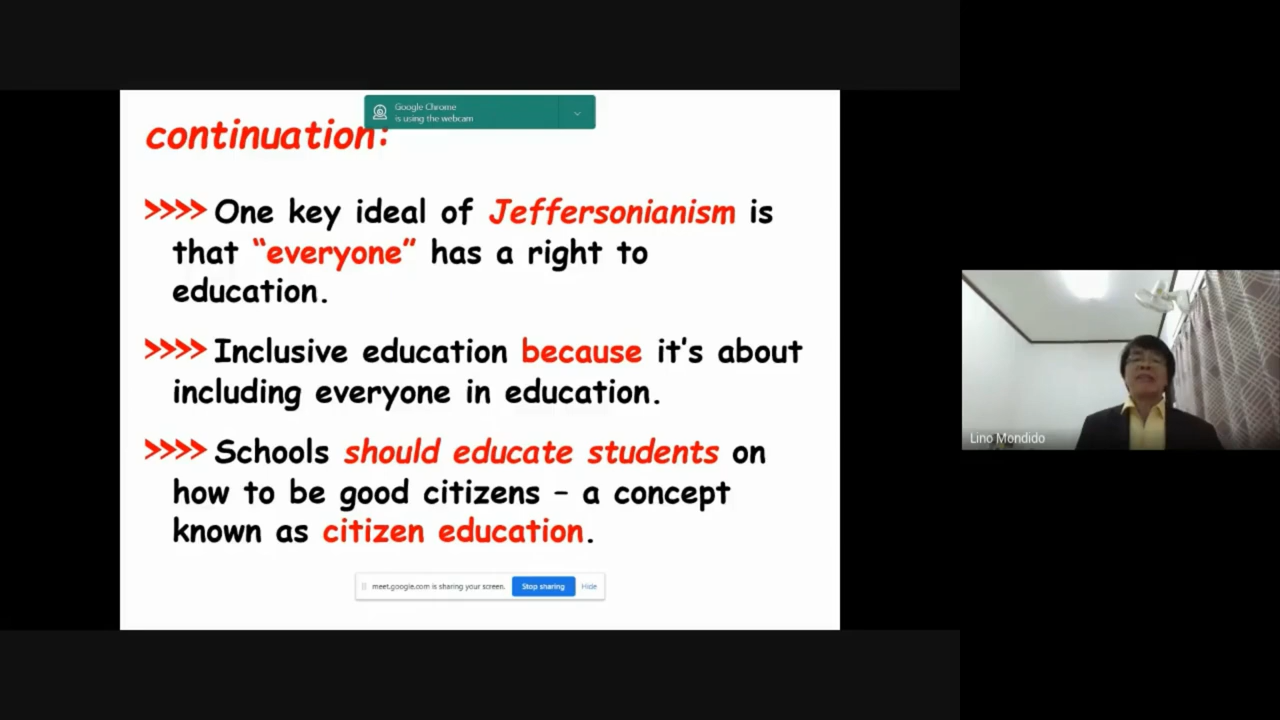 Google Chrome
is using the webcam
continuation:
>>>> One key ideal of Jeffersonianism is
that “everyone” has a right to
education.
>>>> Inclusive education because it's about
including everyone in education.
>>>> Schools should educate students on
how to be good citizens – a concept
known as citizen education.
meet.google.com is sharing your screen. Stop sharing Hide
Lino Mondido